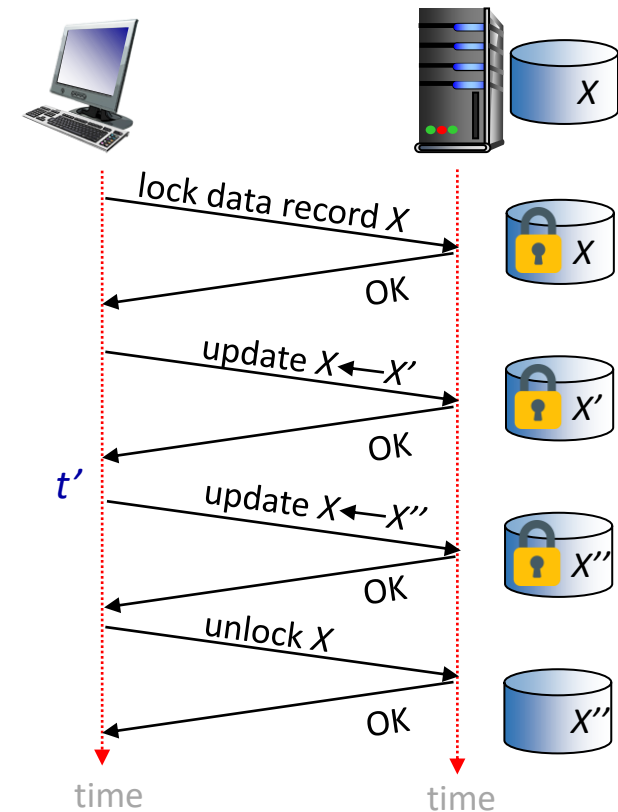 X
lock data record X
X
OK
update X←X’
X’
OK
t’
update X←X’’
X’’
OK
unlock X
X’’
OK
time
time